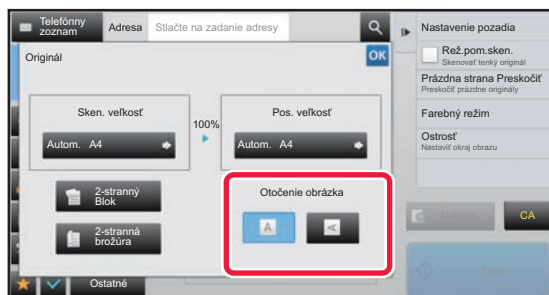 Telefónny
zoznam
Adresa
Stlačte na zadanie adresy
Originál
OK
Sken. veľkosť
100%
Pos. veľkosť
Autom. A4
Autom. A4
2-stranný
Blok
2-stranná
brožúra
Otočenie obrázka
A
A
Ostatné
Nastavenie pozadia
Rež.pom.sken.
Skenovať tenký originál
Prázdna strana Preskočiť
Preskočiť prázdne originály
Farebný režim
Ostrosť
Nastaviť okraj obrazu
Náhľad
CA
Štart